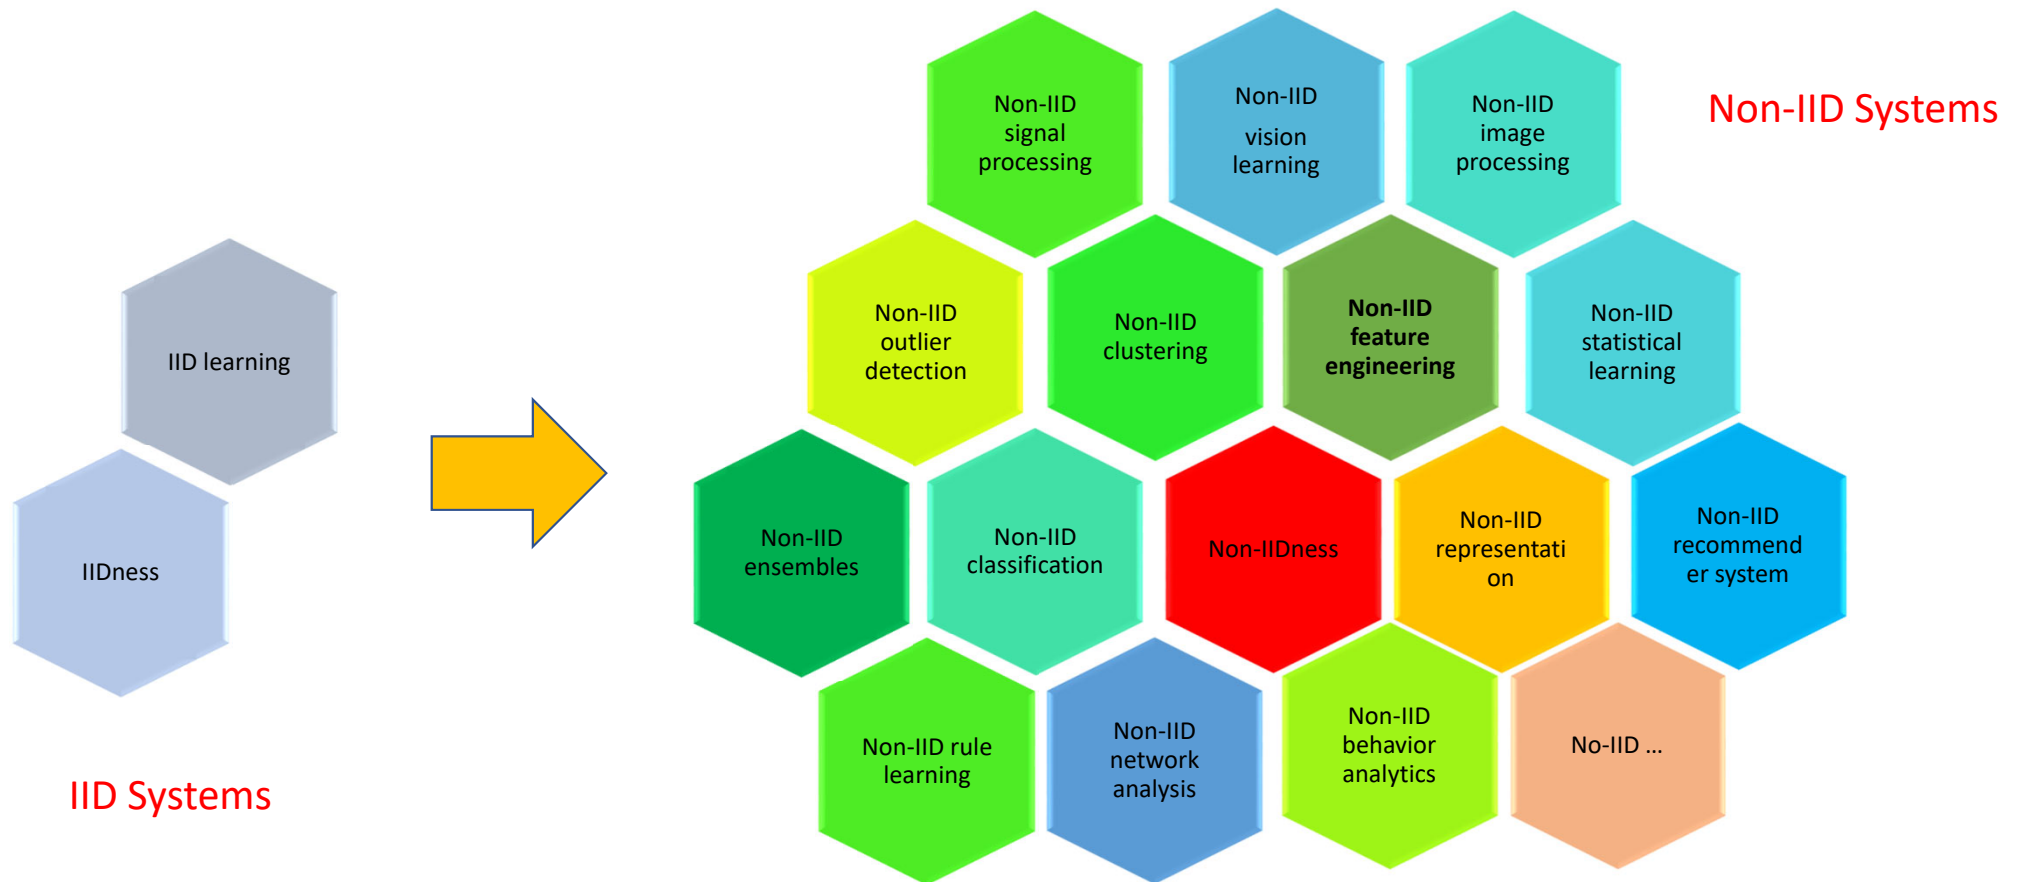 IID learning
IIDness
IID Systems
Non-IID Systems
Non-IID
signal
processing
Non-IID
vision
learning
Non-IID
image
processing
Non-IID
outlier
detection
Non-IID
clustering
Non-IID
feature
engineering
Non-IID
statistical
learning
Non-IID
ensembles
Non-IID
classification
Non-IIDness
Non-IID
representati
on
Non-IID
recommend
er system
Non-IID rule
learning
Non-IID
network
analysis
Non-IID
behavior
analytics
No-IID ...